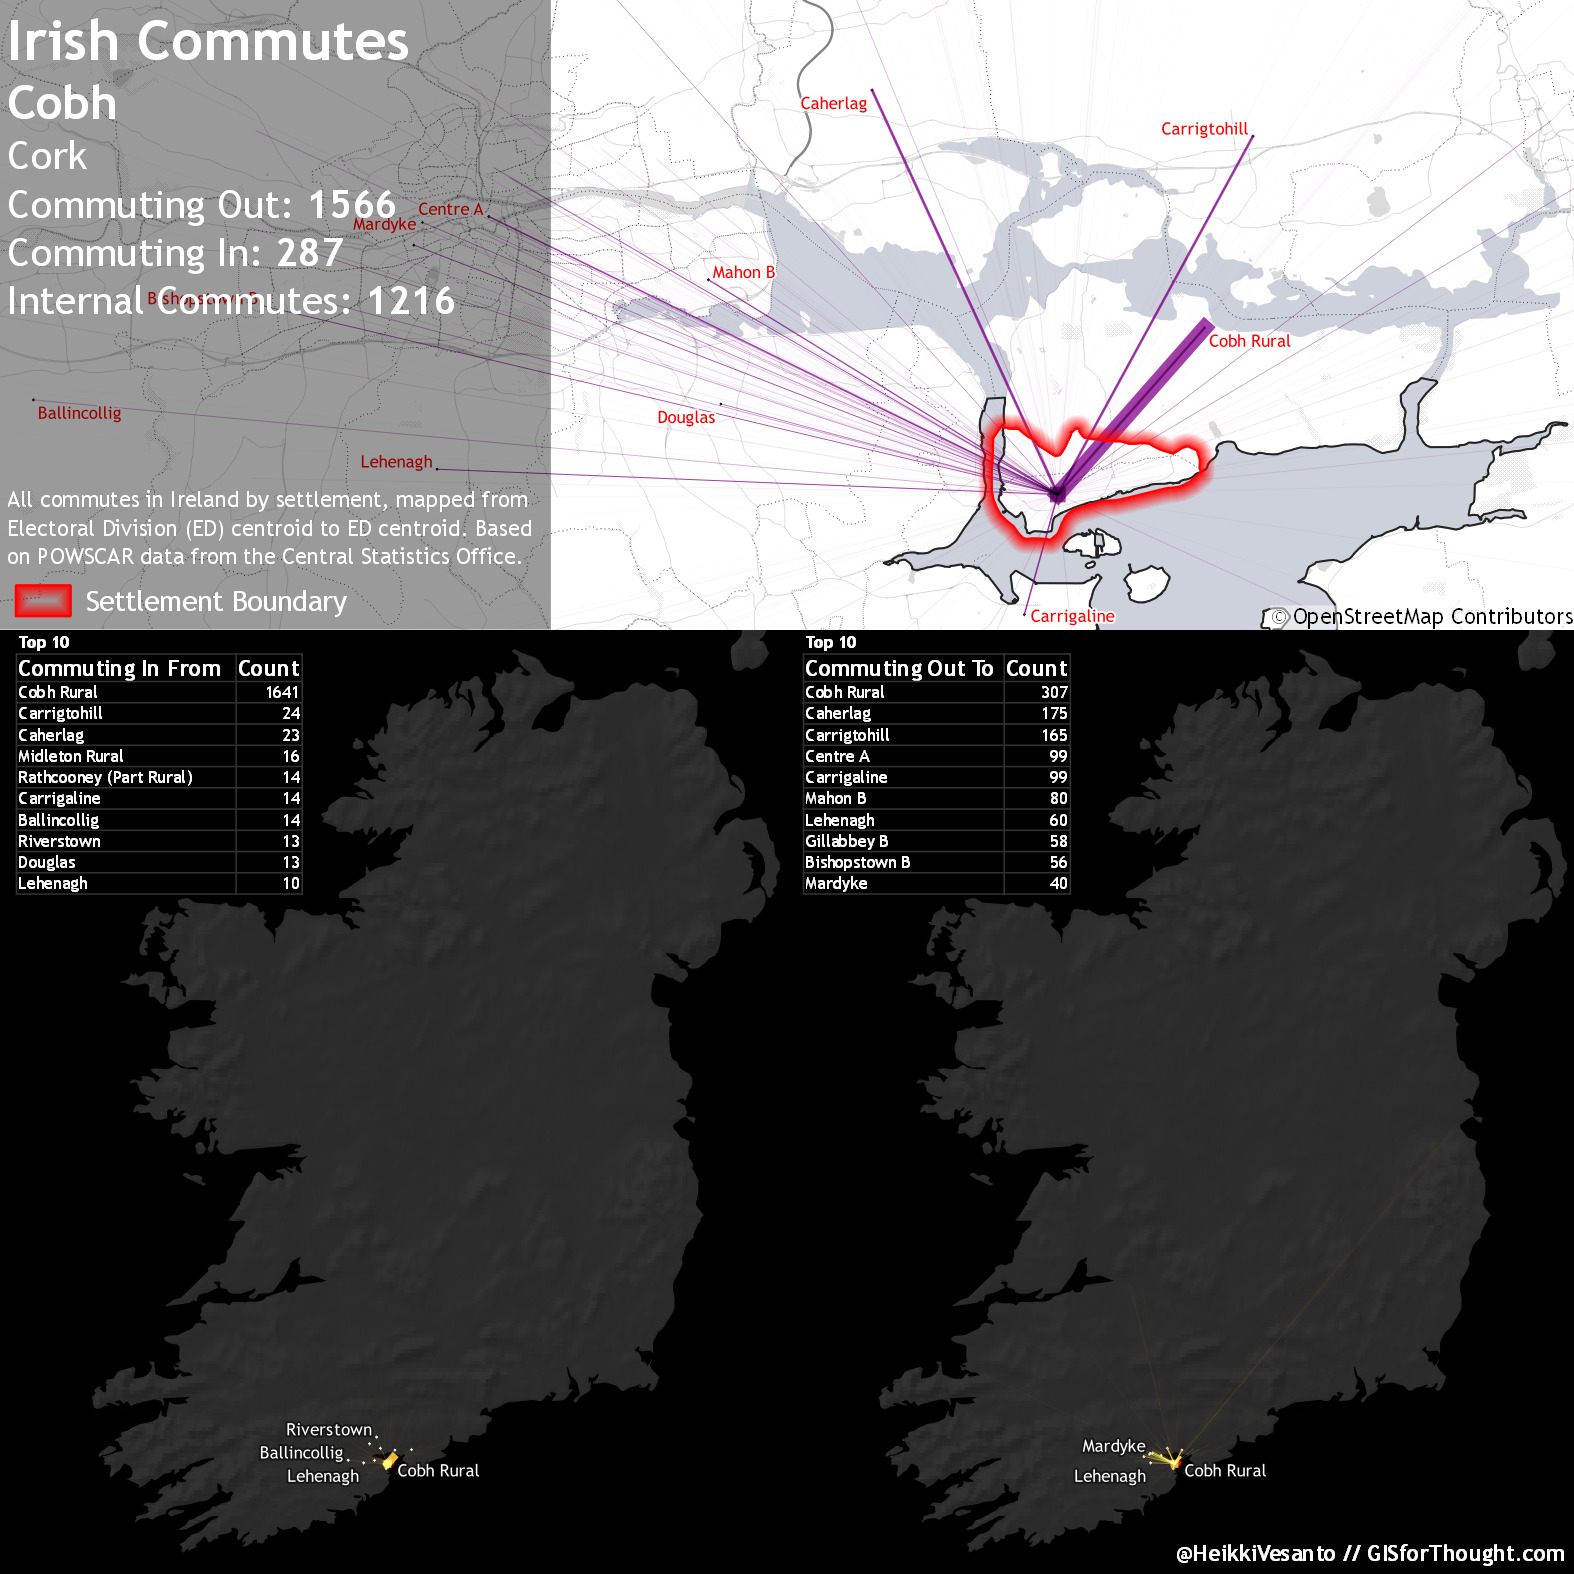 Irish Commutes
Cobh
Cork
Commuting Out: 1566
Commuting In: 287
Internal Commutes: 1216
Caherlag
Carrigtohill
Centre A
Mardyke
Mahon B
Bishopstown B
Cobh Rural
Ballincollig
Douglas
Lehenagh
All commutes in Ireland by settlement, mapped from
Electoral Division (ED) centroid to ED centroid. Based
on POWSCAR data from the Central Statistics Office.
Settlement Boundary
Carrigaline
© OpenStreetMap Contributors
Top 10
Commuting In From Count
Cobh Rural 1641
Carrigtohill 24
Caherlag 23
Midleton Rural 16
Rathcooney (Part Rural) 14
Carrigaline 14
Ballincollig 14
Riverstown 13
Douglas 13
Lehenagh 10
Top 10
Commuting Out To Count
Cobh Rural 307
Caherlag 175
Carrigtohill 165
Centre A 99
Carrigaline 99
Mahon B 80
Lehenagh 60
Gillabbey B 58
Bishopstown B 56
Mardyke 40
Riverstown
Ballincollig
Lehenagh
Cobh Rural
Mardyke
Lehenagh
Cobh Rural
@HeikkiVesanto // GISforThought.com